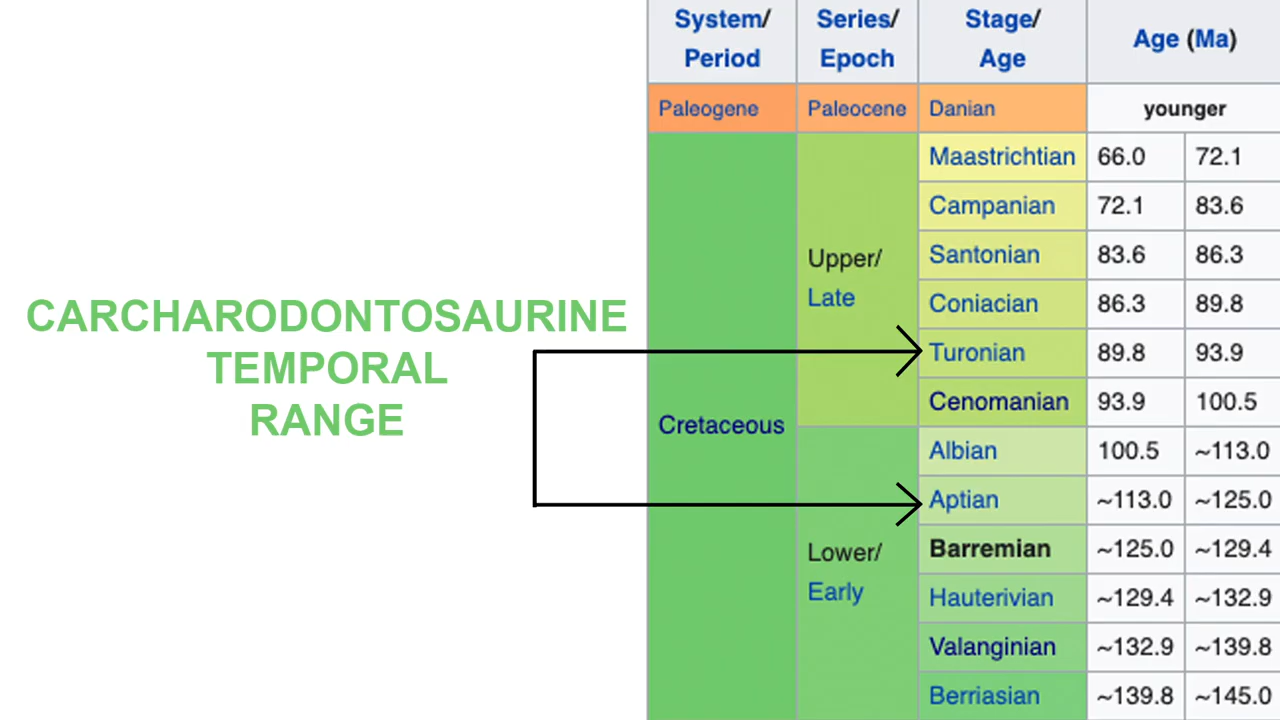 CARCHARODONTOSAURINE
TEMPORAL
RANGE
System/ Series/ Stage/ Age (Ma)
Period Epoch Age
Paleogene Paleocene Danian younger
Maastrichtian 66.0 72.1
Campanian 72.1 83.6
Upper/ Santonian 83.6 86.3
Late Coniacian 86.3 89.8
Turonian 89.8 93.9
Cretaceous Cenomanian 93.9 100.5
Albian 100.5 ~113.0
Aptian ~113.0 ~125.0
Lower/ Barremian ~125.0 ~129.4
Early Hauterivian ~129.4 ~132.9
Valanginian ~132.9 ~139.8
Berriasian ~139.8 ~145.0